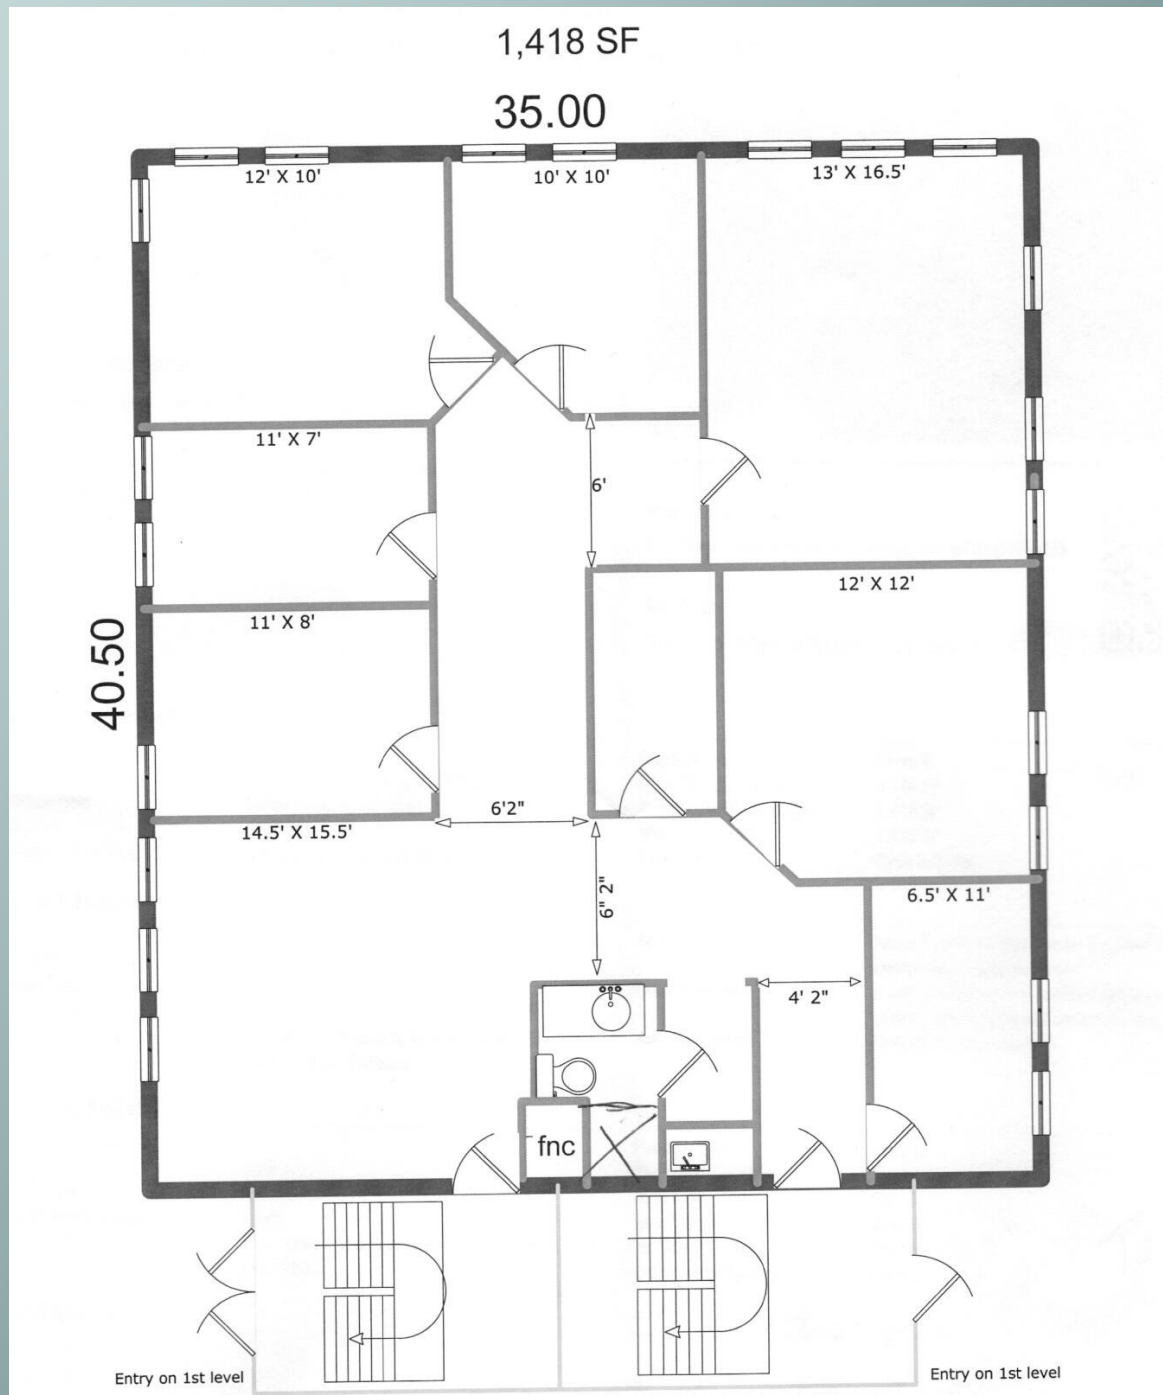 1,418 SF
35.00
12' X 10'
10' X 10'
13' X 16.5'
11' X 7'
6'
12' X 12'
11' X 8'
40.50
6'2"
14.5' X 15.5'
6" 2"
6.5' X 11'
4' 2"
fnc
Entry on 1st level
Entry on 1st level